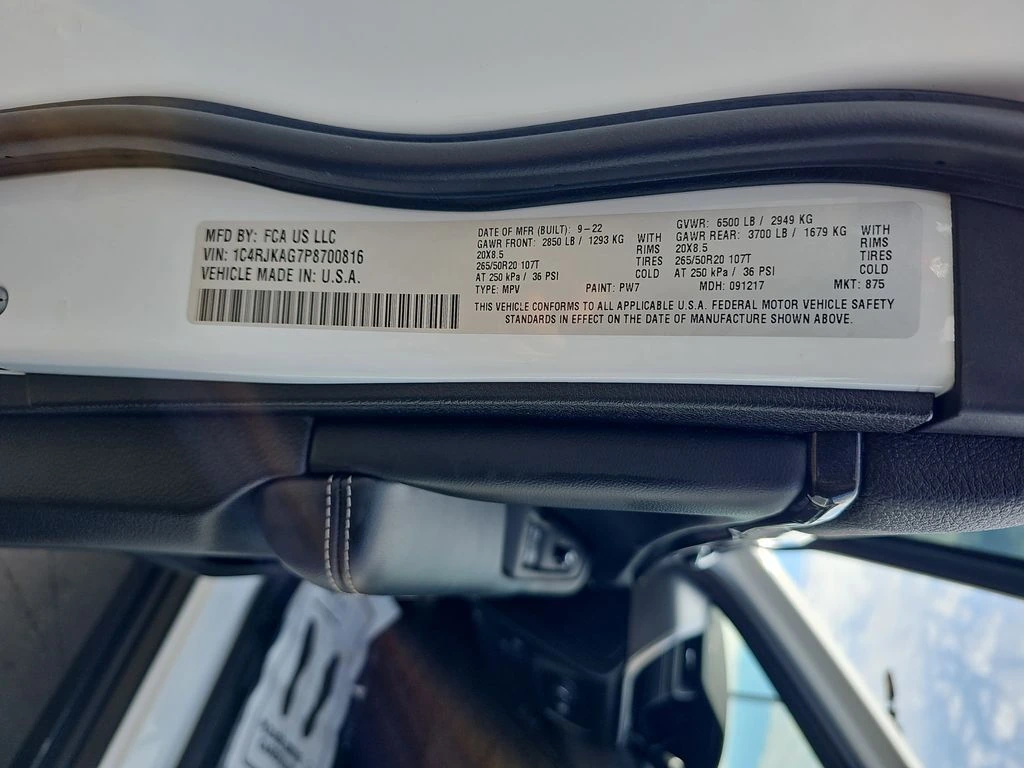 MFD BY: FCA US LLC
VIN: 1C4RJKAG7P8700816
VEHICLE MADE IN: U.S.A.
DATE OF MFR (BUILT): 9-22
GAWR FRONT: 2850 LB / 1293 KG WITH
20X8.5 RIMS
265/50R20 107T TIRES
AT 250 kPa / 36 PSI COLD
GVWR: 6500 LB / 2949 KG
GAWR REAR: 3700 LB / 1679 KG WITH
20X8.5 RIMS
265/50R20 107T TIRES
AT 250 kPa / 36 PSI COLD
TYPE: MPV PAINT: PW7 MDH: 091217 MKT: 875
THIS VEHICLE CONFORMS TO ALL APPLICABLE U.S.A. FEDERAL MOTOR VEHICLE SAFETY
STANDARDS IN EFFECT ON THE DATE OF MANUFACTURE SHOWN ABOVE.